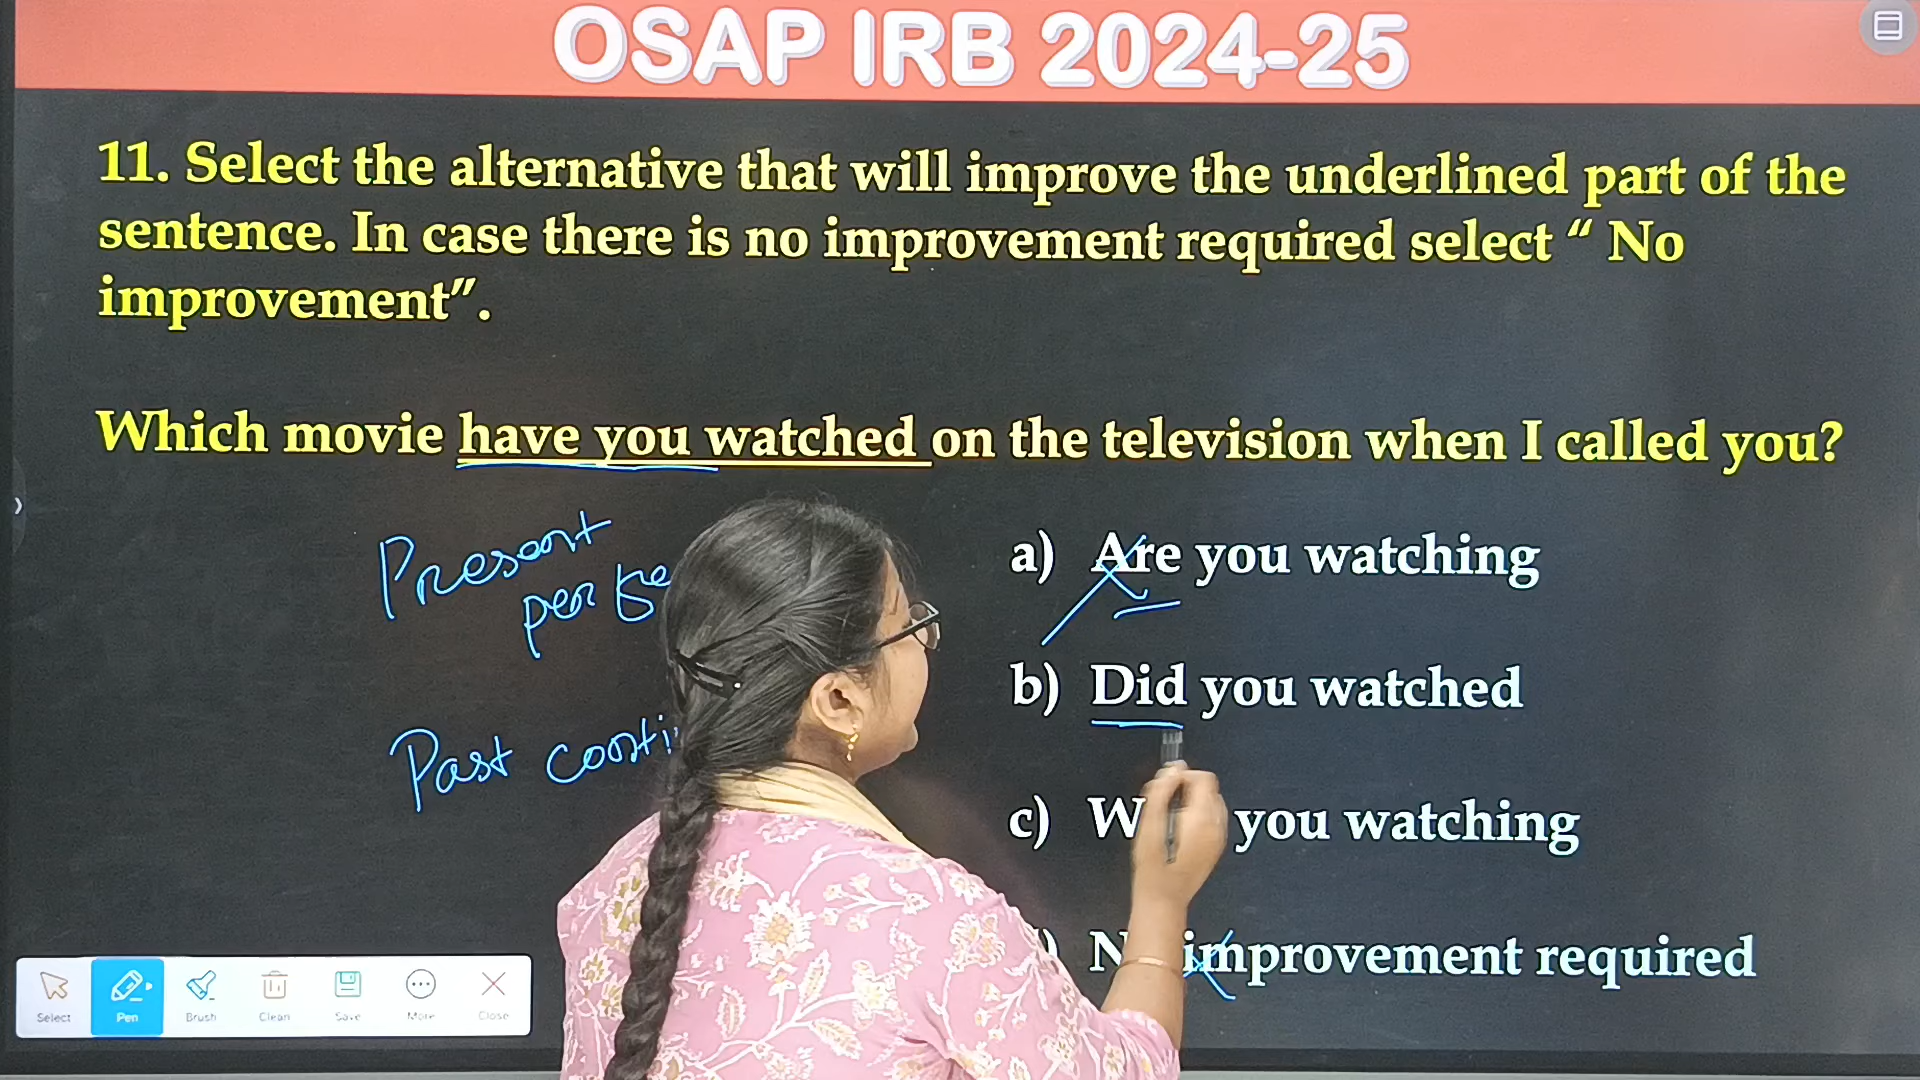 OSAP IRB 2024-25
11. Select the alternative that will improve the underlined part of the
sentence. In case there is no improvement required select “ No
improvement”.
Which movie have you watched on the television when I called you?
Present
a) Are you watching
b) Did you watched
Past
c) you watching
improvement required
Select Pen Brush Clean Save More Close